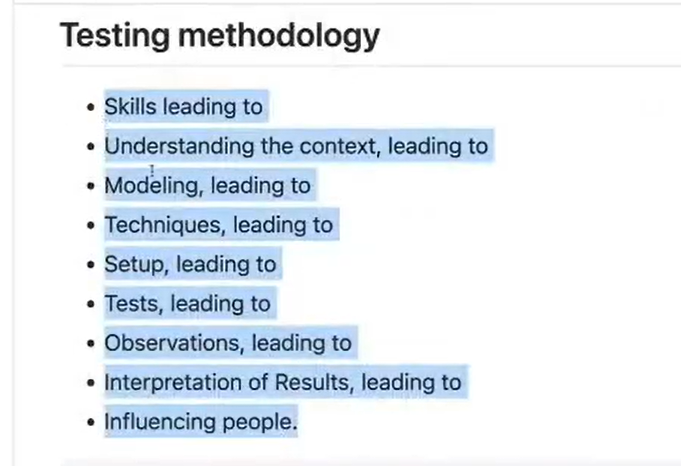 Testing methodology
• Skills leading to
• Understanding the context, leading to
• Modeling, leading to
• Techniques, leading to
• Setup, leading to
• Tests, leading to
• Observations, leading to
• Interpretation of Results, leading to
• Influencing people.